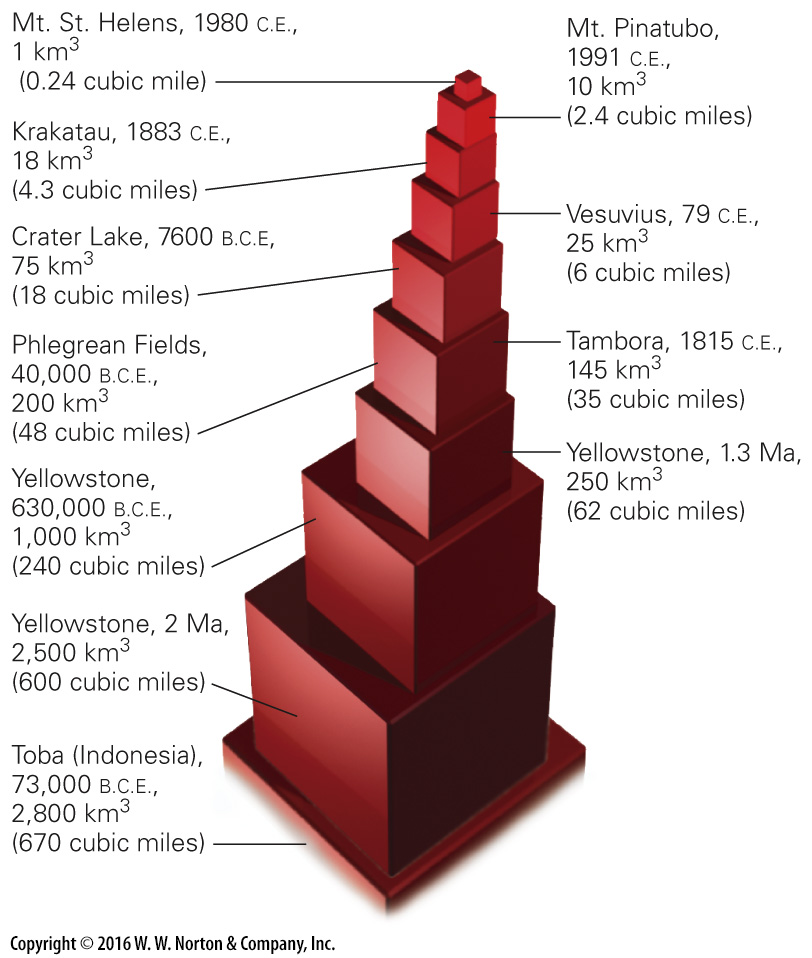 Mt. St. Helens, 1980 C.E.,
1 km³
(0.24 cubic mile)
Mt. Pinatubo,
1991 C.E.,
10 km³
(2.4 cubic miles)
Krakatau, 1883 C.E.,
18 km³
(4.3 cubic miles)
Vesuvius, 79 C.E.,
25 km³
(6 cubic miles)
Crater Lake, 7600 B.C.E,
75 km³
(18 cubic miles)
Tambora, 1815 C.E.,
145 km³
(35 cubic miles)
Phlegrean Fields,
40,000 B.C.E.,
200 km³
(48 cubic miles)
Yellowstone, 1.3 Ma,
250 km³
(62 cubic miles)
Yellowstone,
630,000 B.C.E.,
1,000 km³
(240 cubic miles)
Yellowstone, 2 Ma,
2,500 km³
(600 cubic miles)
Toba (Indonesia),
73,000 B.C.E.,
2,800 km³
(670 cubic miles)
Copyright © 2016 W. W. Norton & Company, Inc.